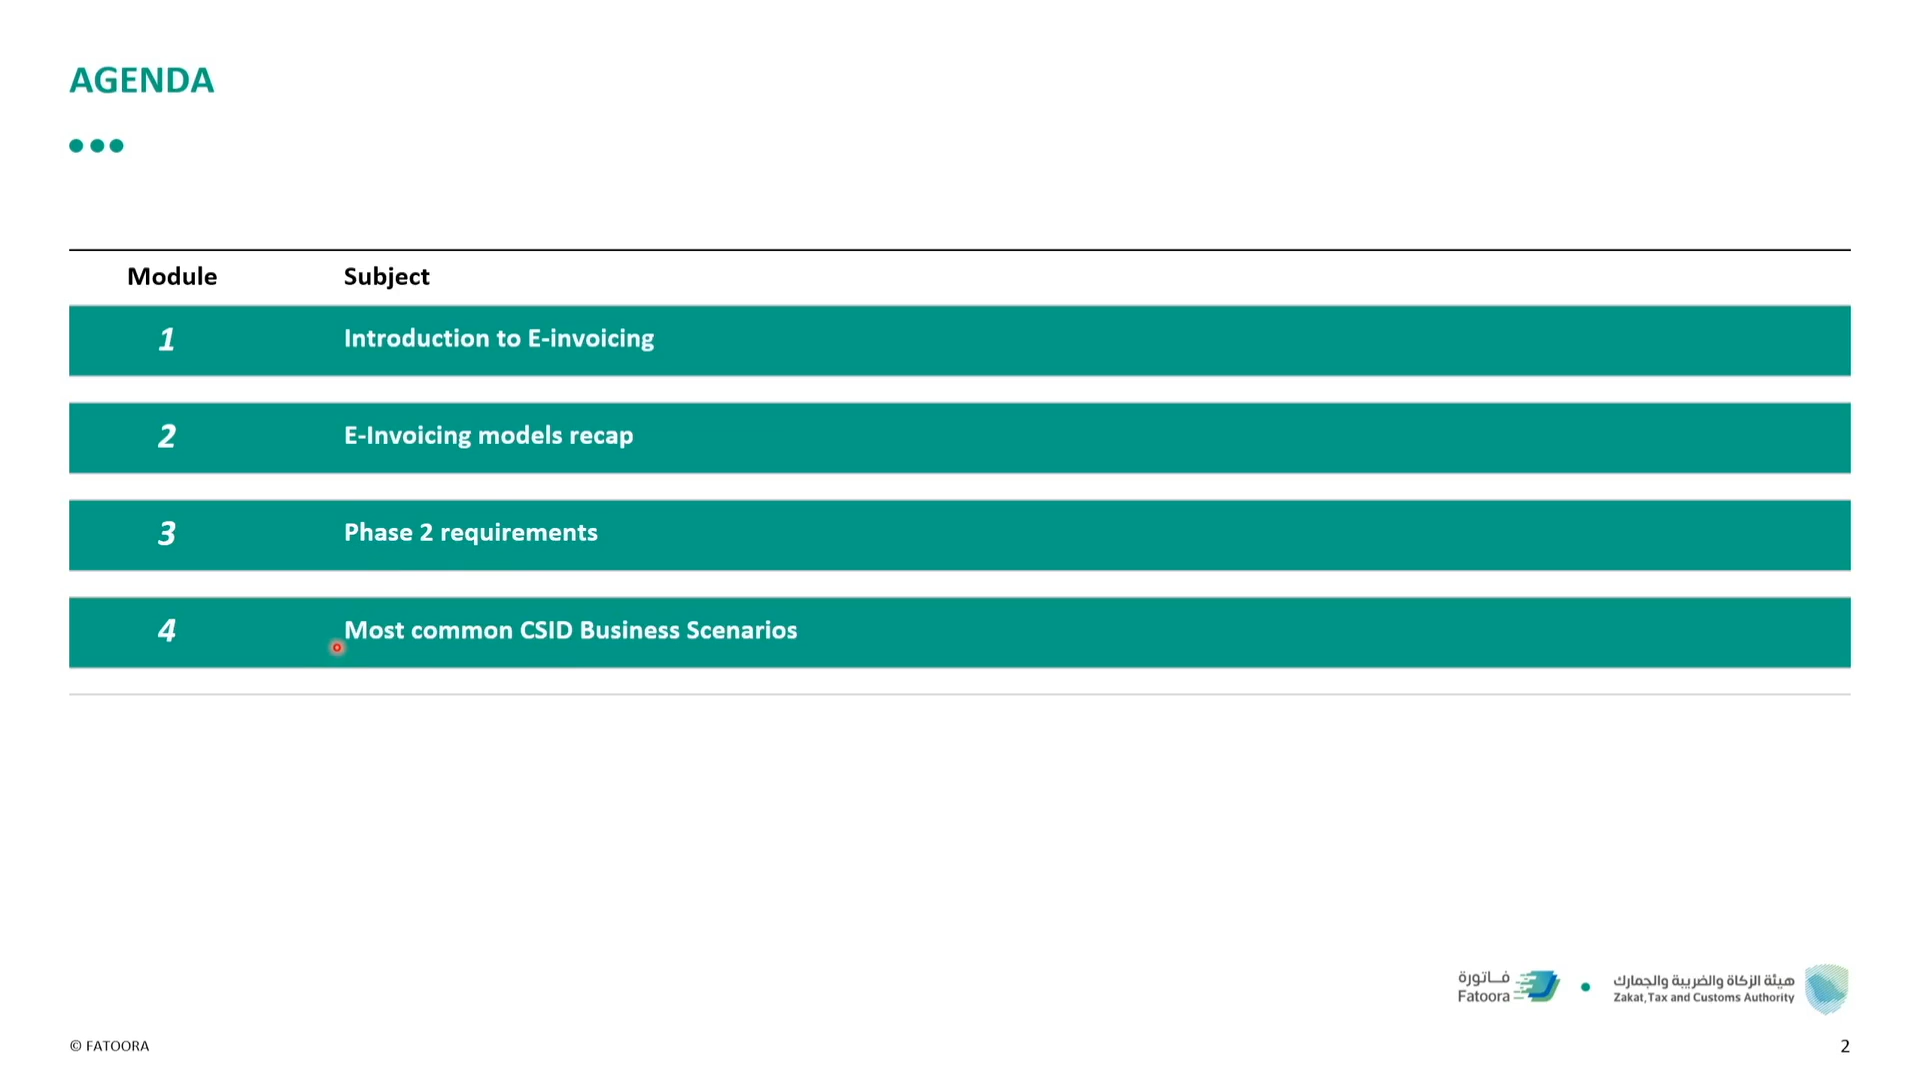 AGENDA
Module Subject
1 Introduction to E-invoicing
2 E-Invoicing models recap
3 Phase 2 requirements
4 Most common CSID Business Scenarios
فـاتورة
Fatoora
هيئة الزكاة والضريبة والجمارك
Zakat, Tax and Customs Authority
© FATOORA
2